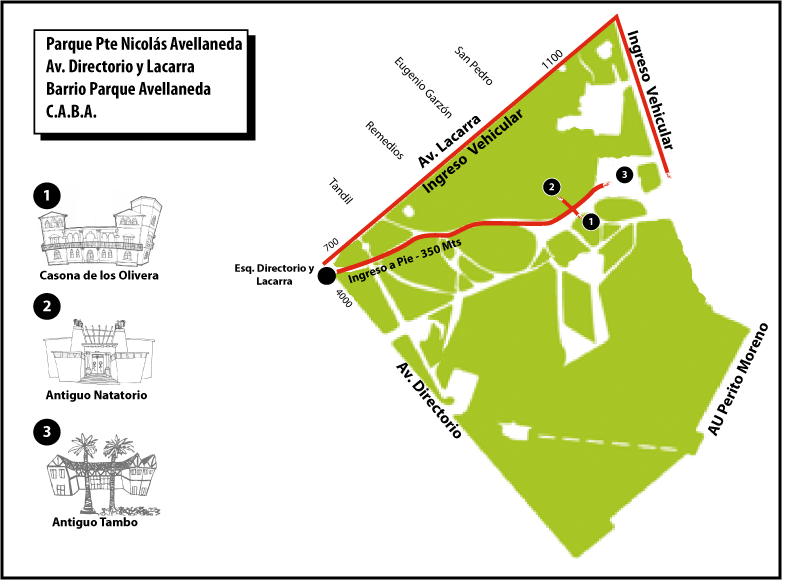 Parque Pte Nicolás Avellaneda
Av. Directorio y Lacarra
Barrio Parque Avellaneda
C.A.B.A.
1
Casona de los Olivera
2
Antiguo Natatorio
3
Antiguo Tambo
San Pedro
Eugenio Garzón
Remedios
Tandil
1100
Av. Lacarra
Ingreso Vehicular
700
Ingreso Vehicular
3
2
1
Esq. Directorio y
Lacarra
Ingreso a Pie - 350 Mts
4000
Av. Directorio
AU Perito Moreno